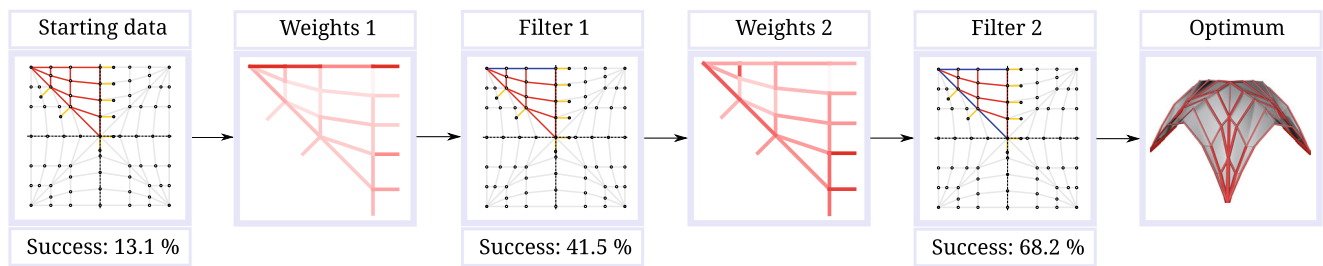 Starting data
Weights 1
Filter 1
Weights 2
Filter 2
Optimum
Success: 13.1 %
Success: 41.5 %
Success: 68.2 %